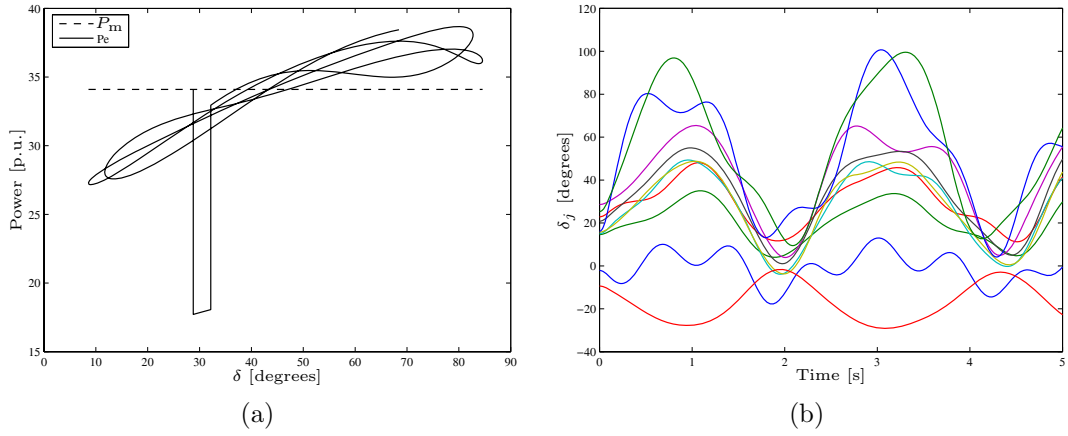 P_m
Pe
Power [p.u.]
40
35
30
25
20
15
0 10 20 30 40 50 60 70 80 90
δ [degrees]
(a)
δ_j [degrees]
120
100
80
60
40
20
0
−20
−40
0 1 2 3 4 5
Time [s]
(b)